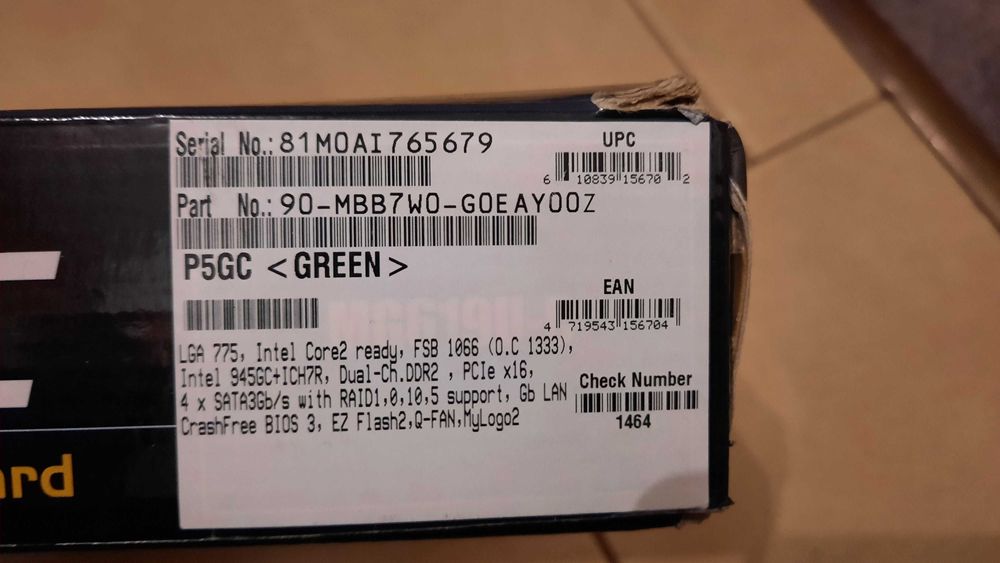 Serial No.: 81M0AI765679
UPC
6 10839 15670 2
Part No.: 90-MBB7W0-G0EAY00Z
P5GC <GREEN>
EAN
4 719543 156704
LGA 775, Intel Core2 ready, FSB 1066 (O.C 1333),
Intel 945GC+ICH7R, Dual-Ch.DDR2 , PCIe x16,
4 x SATA3Gb/s with RAID1,0,10,5 support, Gb LAN
CrashFree BIOS 3, EZ Flash2,Q-FAN,MyLogo2
Check Number
1464